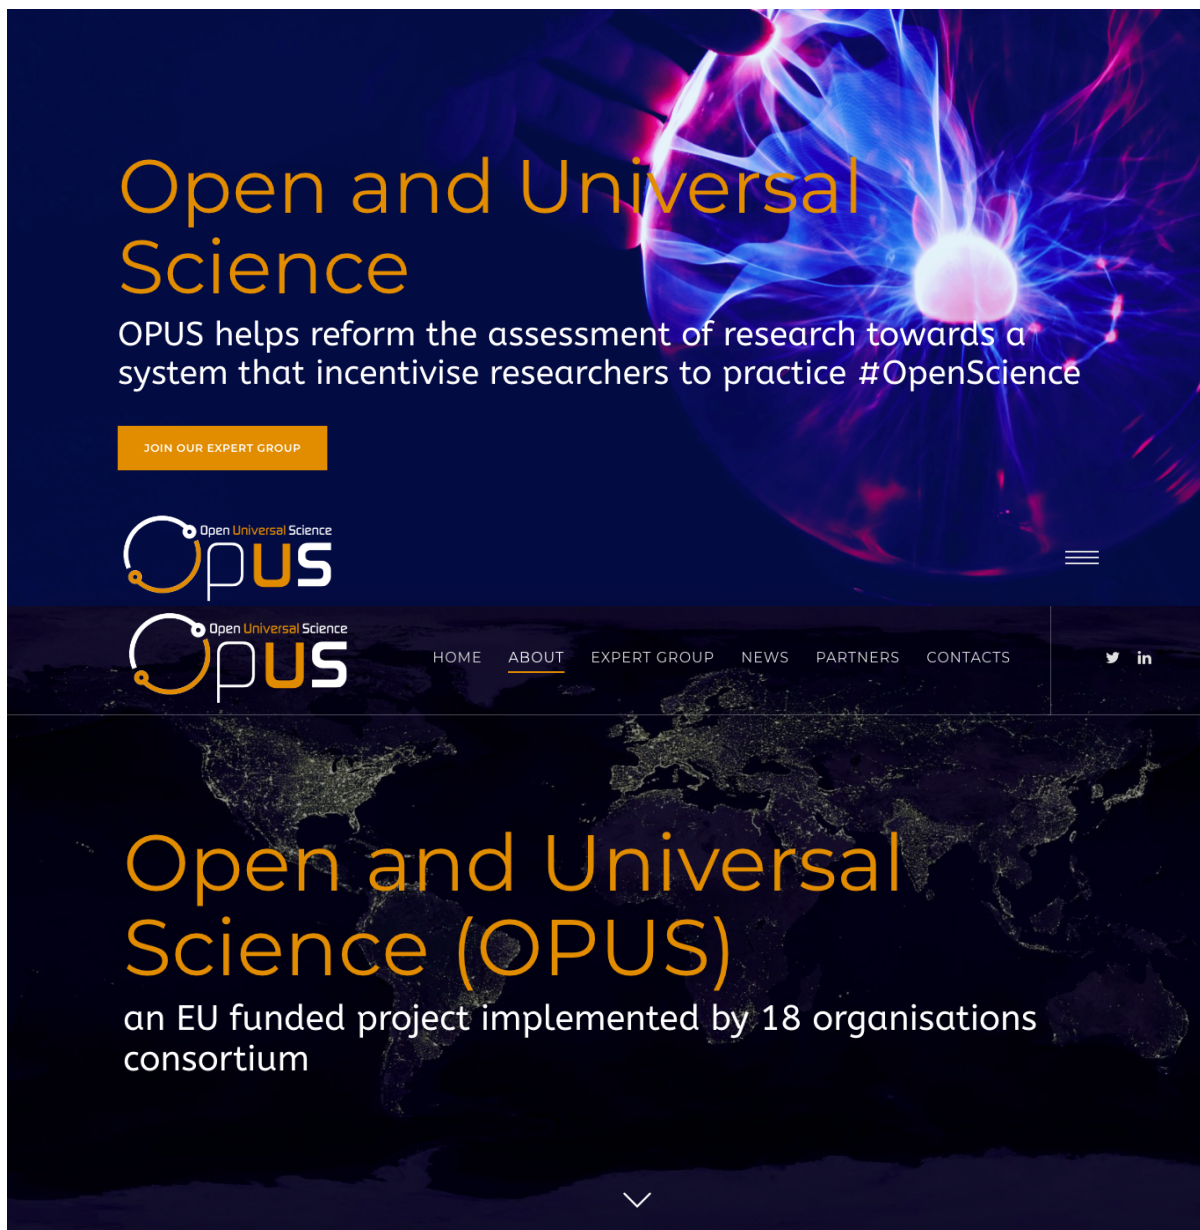 Open and Universal
Science
OPUS helps reform the assessment of research towards a
system that incentivise researchers to practice #OpenScience
JOIN OUR EXPERT GROUP
Open Universal Science
Opus
Open Universal Science
Opus
HOME ABOUT EXPERT GROUP NEWS PARTNERS CONTACTS
in
Open and Universal
Science (OPUS)
an EU funded project implemented by 18 organisations
consortium